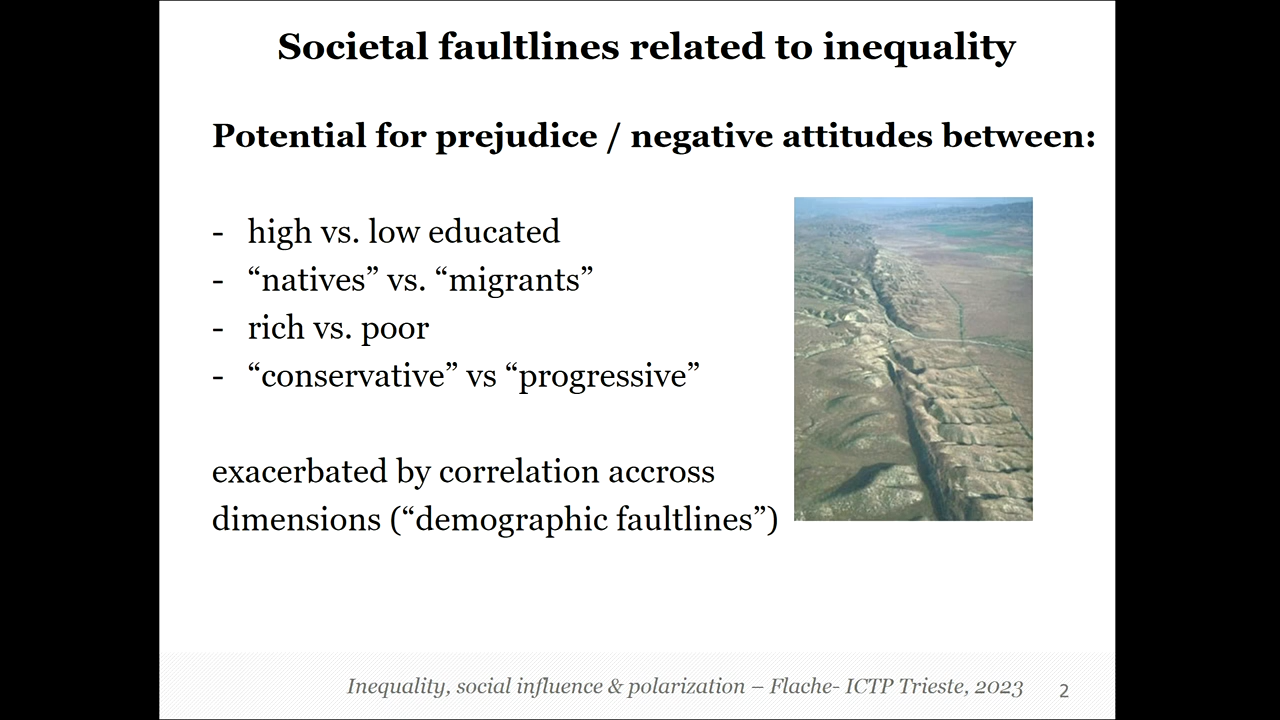 Societal faultlines related to inequality
Potential for prejudice / negative attitudes between:
- high vs. low educated
- “natives” vs. “migrants”
- rich vs. poor
- “conservative” vs “progressive”
exacerbated by correlation accross
dimensions (“demographic faultlines”)
Inequality, social influence & polarization – Flache- ICTP Trieste, 2023 2